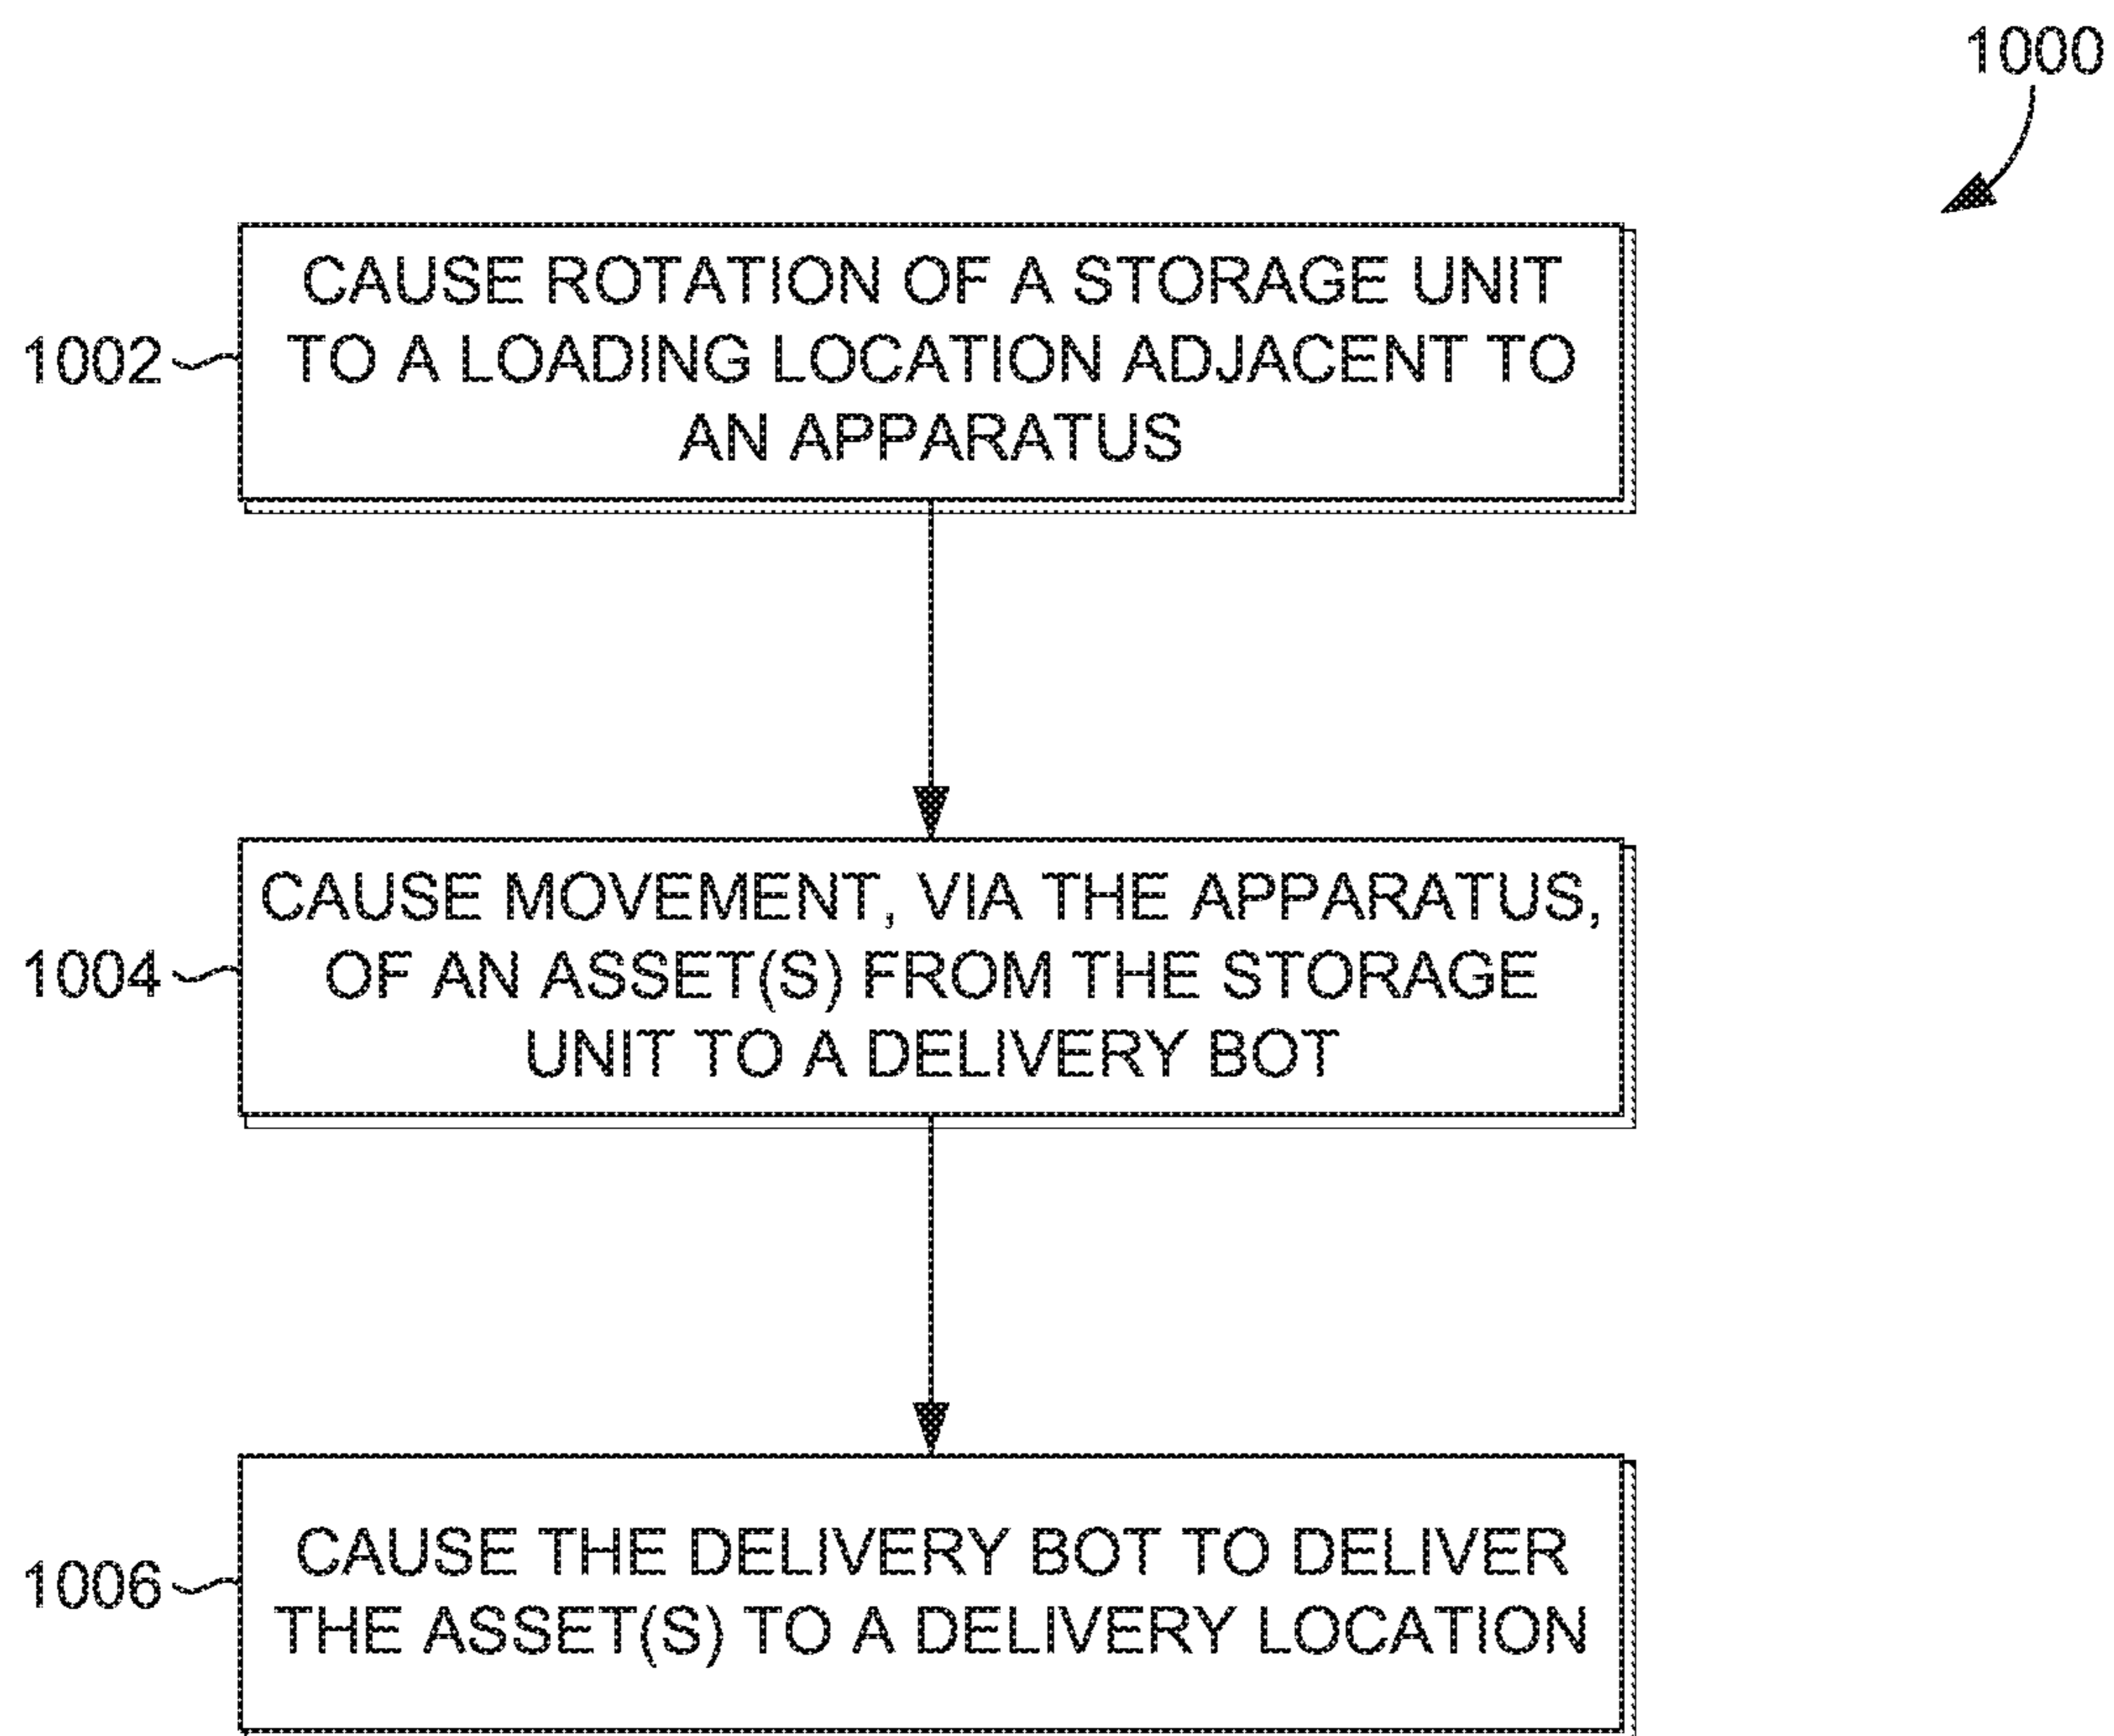 1000
CAUSE ROTATION OF A STORAGE UNIT
TO A LOADING LOCATION ADJACENT TO
AN APPARATUS
1002
CAUSE MOVEMENT, VIA THE APPARATUS,
OF AN ASSET(S) FROM THE STORAGE
UNIT TO A DELIVERY BOT
1004
CAUSE THE DELIVERY BOT TO DELIVER
THE ASSET(S) TO A DELIVERY LOCATION
1006